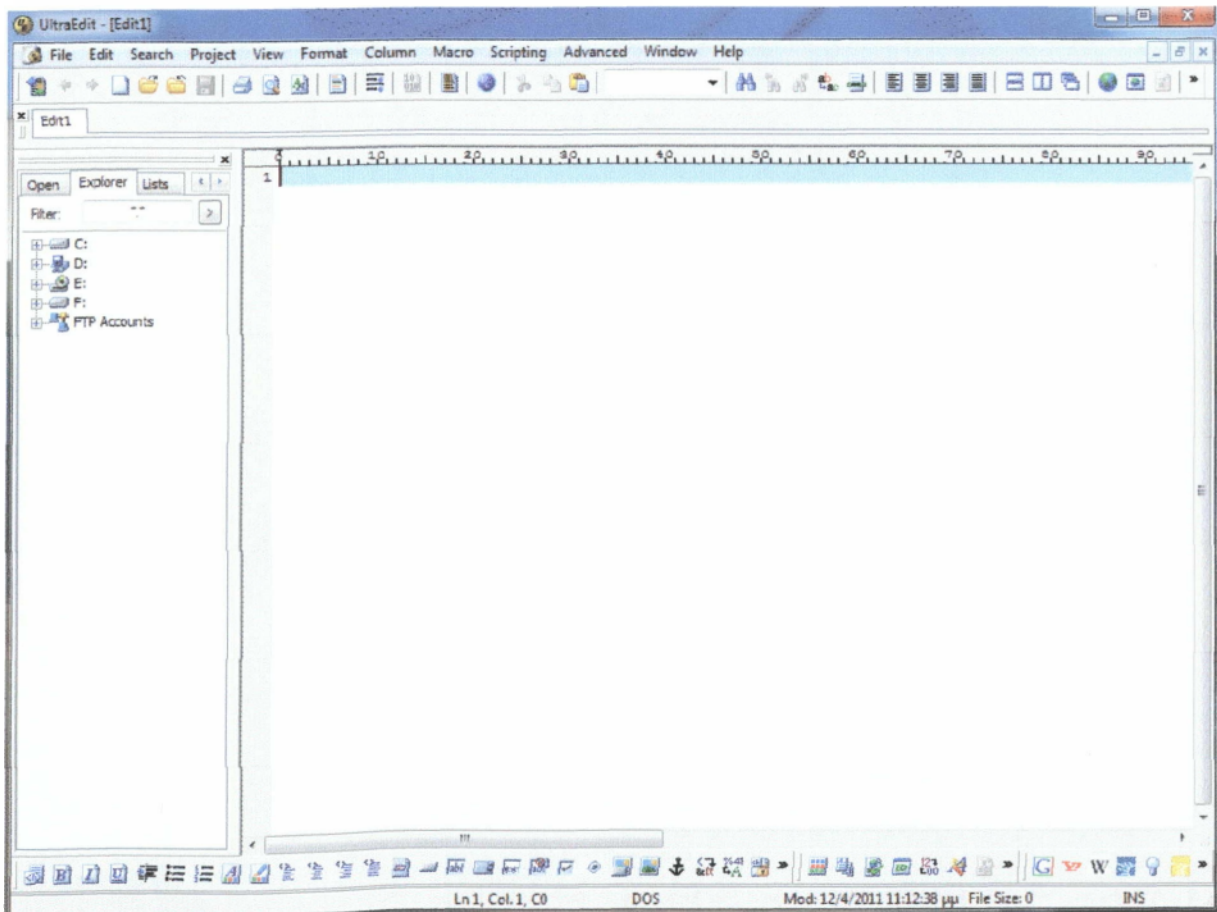 UltraEdit - [Edit1]
File Edit Search Project View Format Column Macro Scripting Advanced Window Help
Edit1
Open Explorer Lists
Filter: *.*
0 10 20 30 40 50 60 70 80 90
1
C:
D:
E:
F:
FTP Accounts
Ln 1, Col. 1, C0 DOS Mod: 12/4/2011 11:12:38 μμ File Size: 0 INS